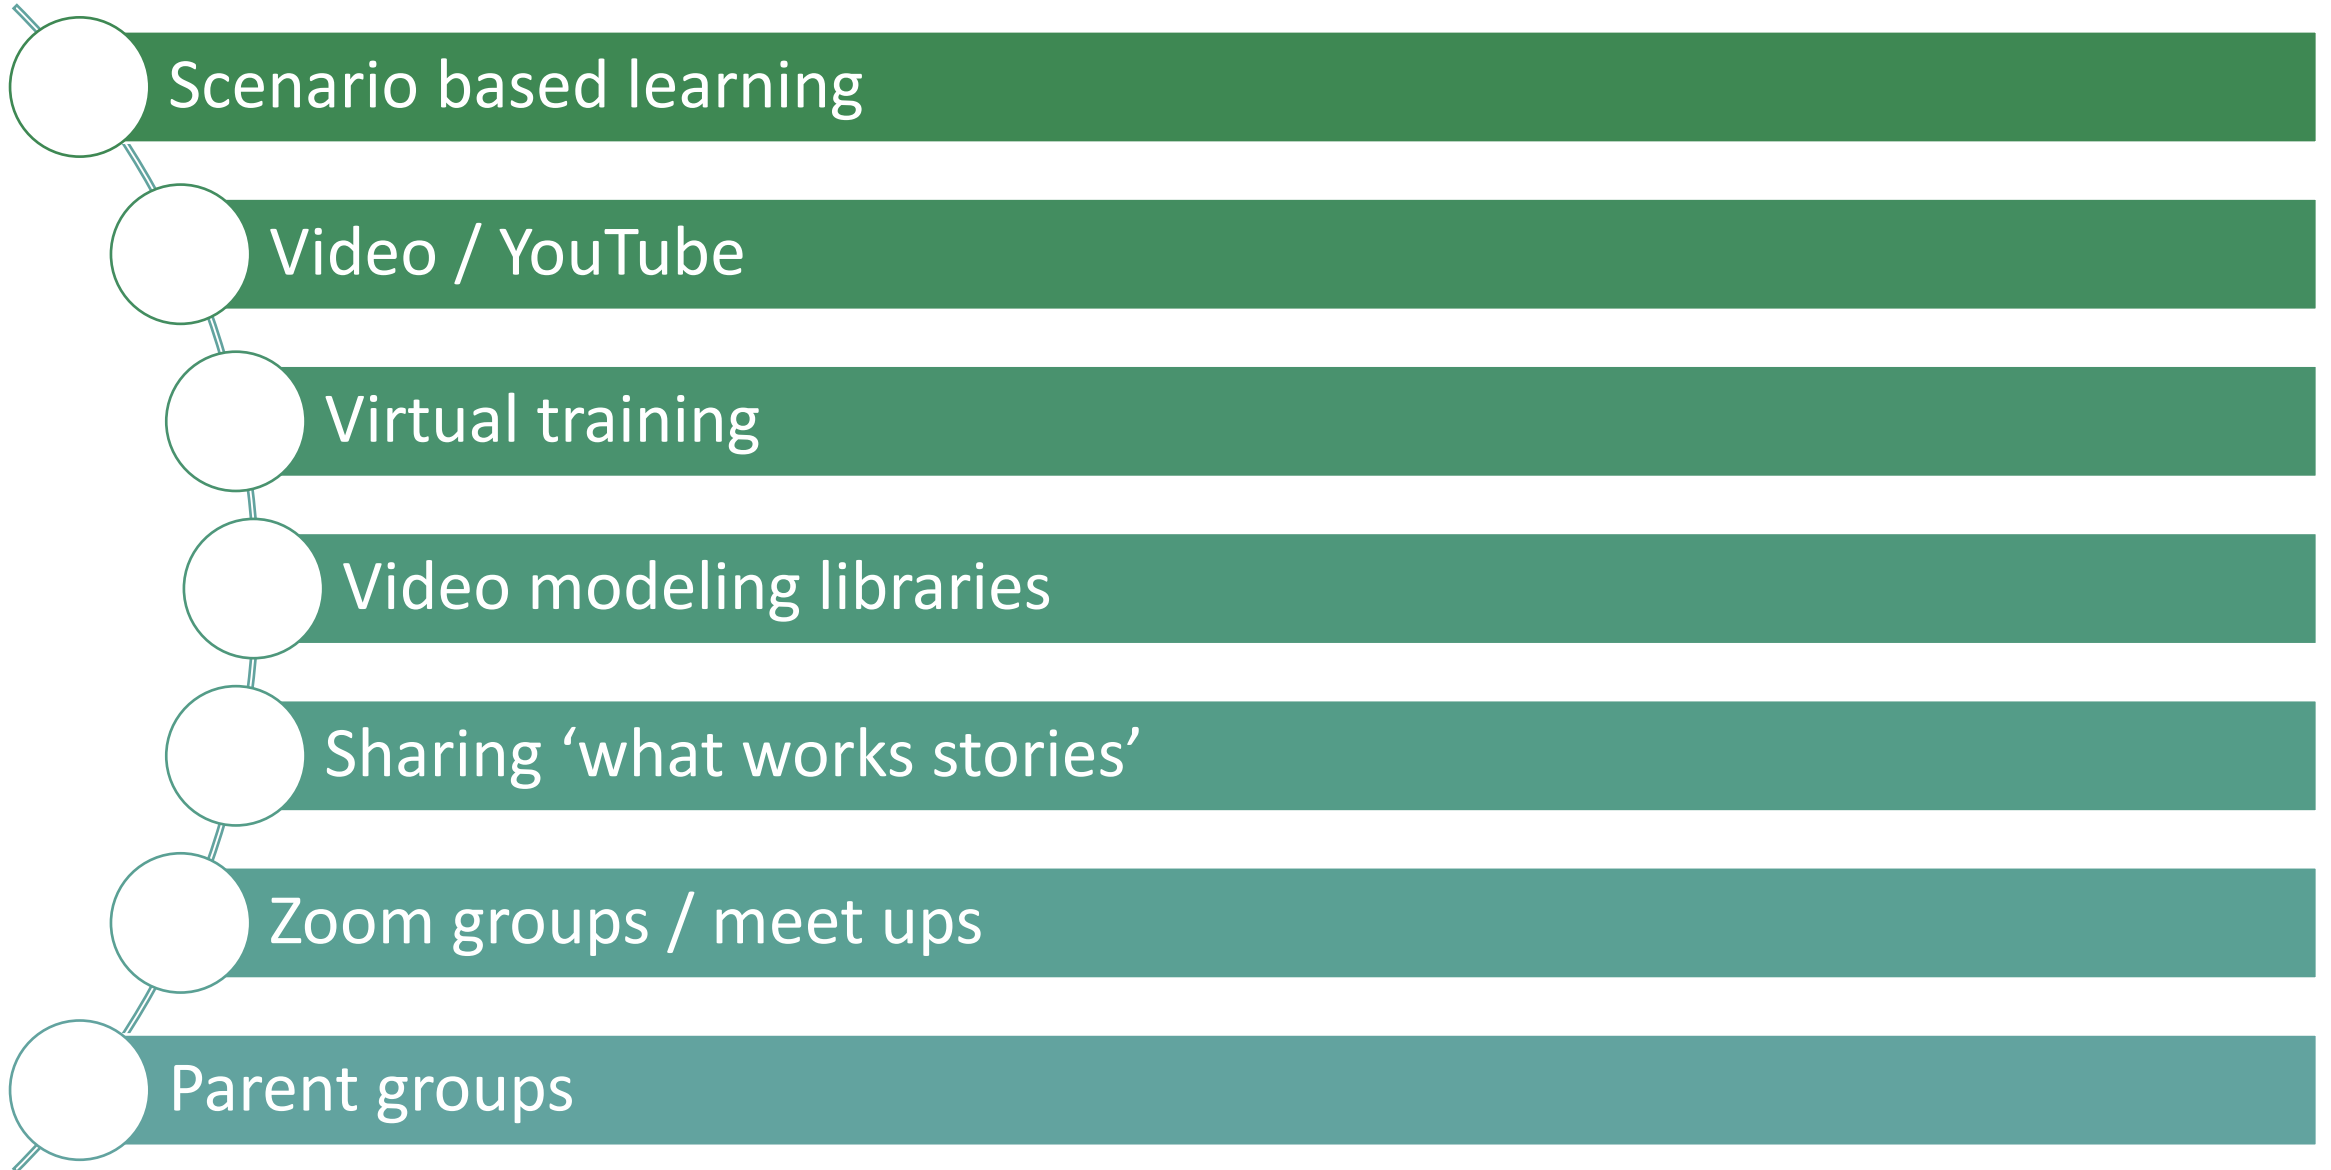 Scenario based learning
Video / YouTube
Virtual training
Video modeling libraries
Sharing ‘what works stories’
Zoom groups / meet ups
Parent groups